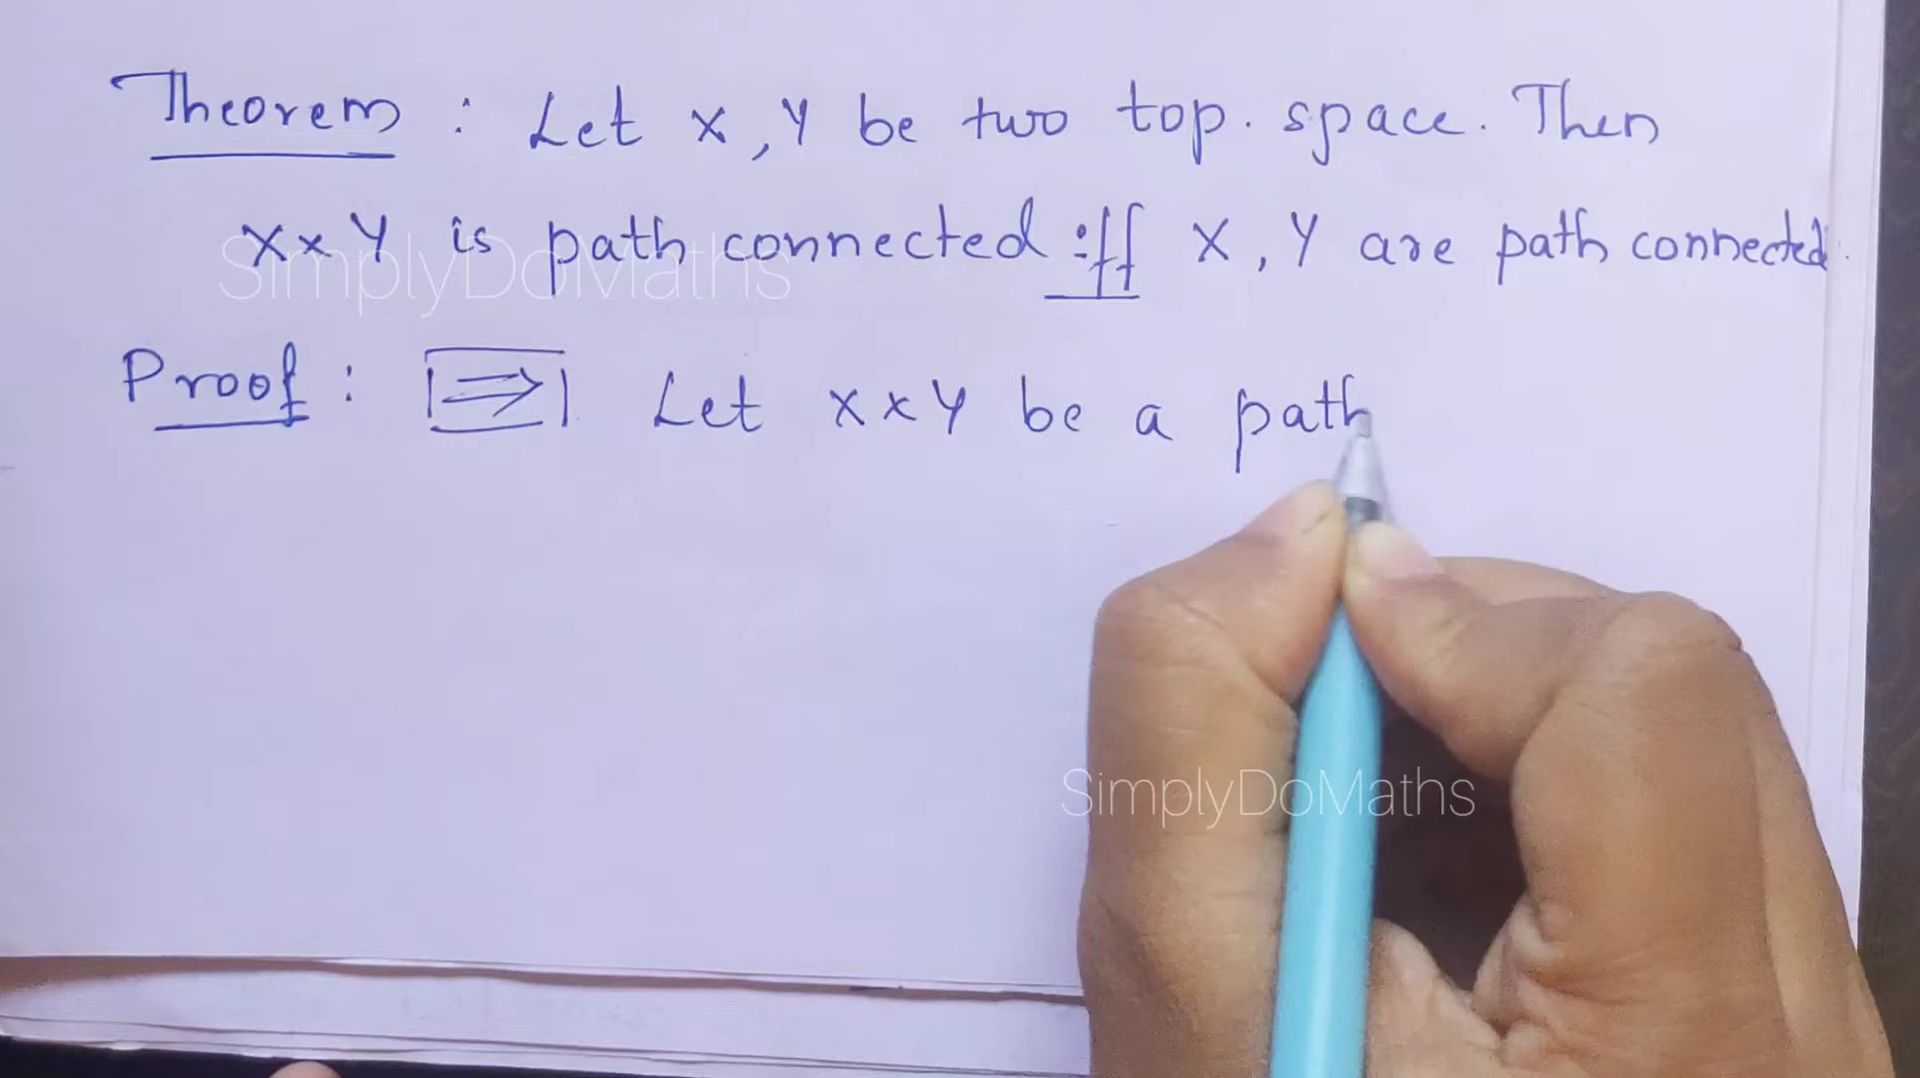 Theorem : Let X, Y be two top. space. Then
X×Y is path connected iff X, Y are path connected.
SimplyDoMaths
Proof : ⇒ Let X×Y be a path
SimplyDoMaths